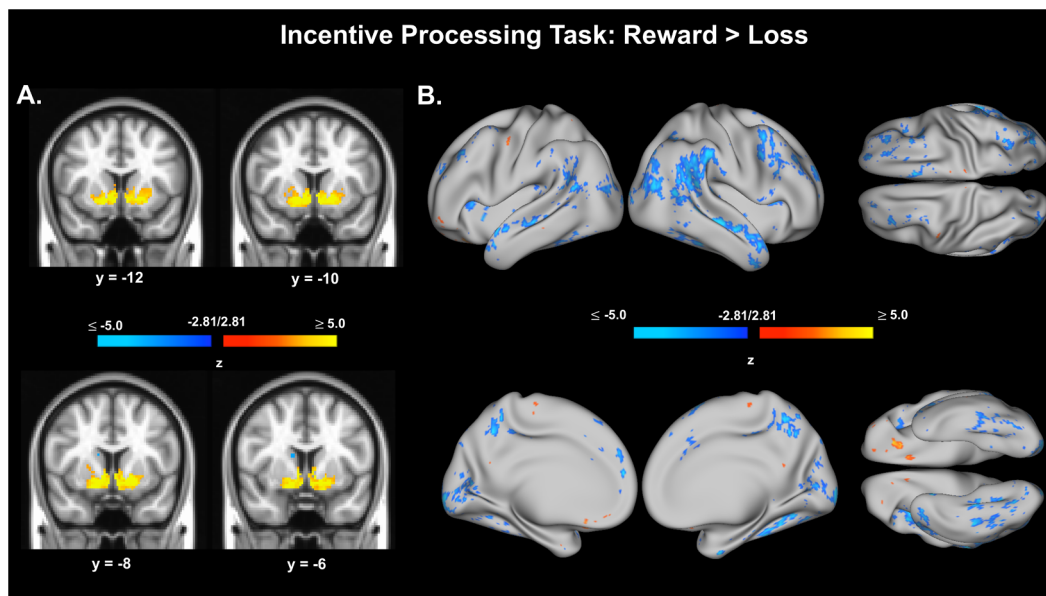 Incentive Processing Task: Reward > Loss
A.
B.
y = -12
y = -10
≤ -5.0
-2.81/2.81
≥ 5.0
z
≤ -5.0
-2.81/2.81
≥ 5.0
z
y = -8
y = -6